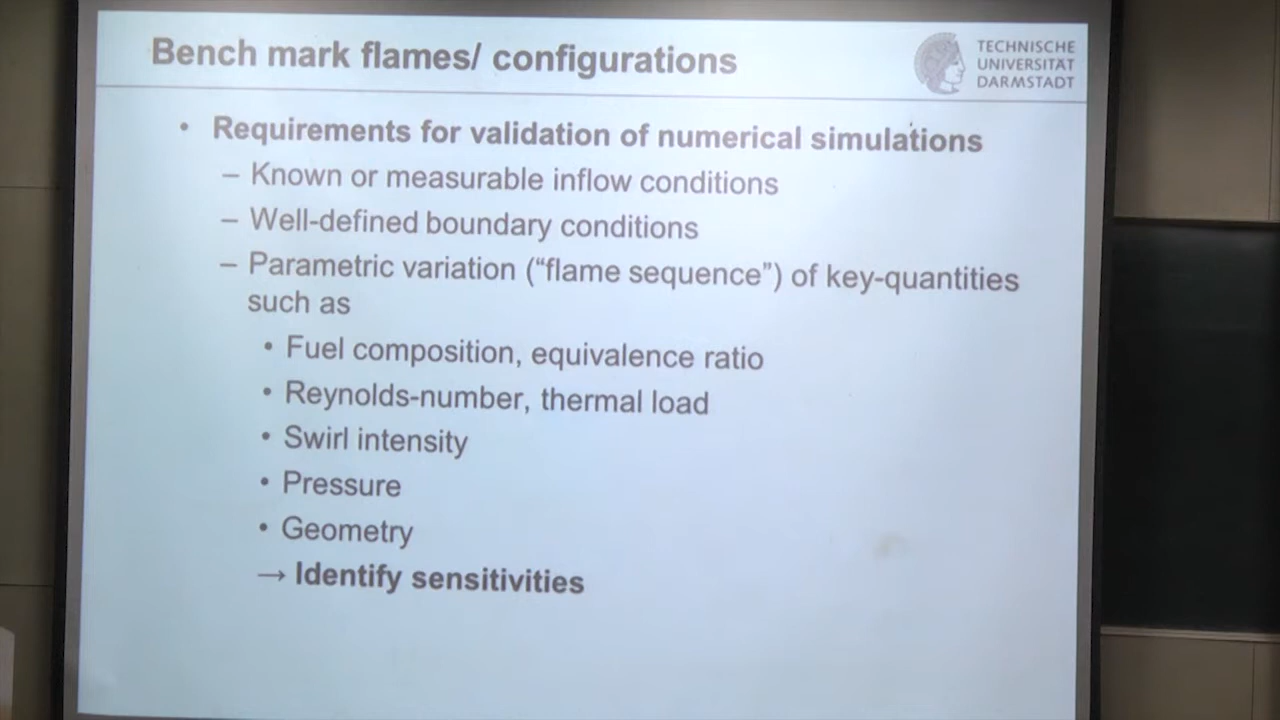 Bench mark flames/ configurations
TECHNISCHE
UNIVERSITÄT
DARMSTADT
• Requirements for validation of numerical simulations
– Known or measurable inflow conditions
– Well-defined boundary conditions
– Parametric variation (“flame sequence”) of key-quantities
such as
• Fuel composition, equivalence ratio
• Reynolds-number, thermal load
• Swirl intensity
• Pressure
• Geometry
→ Identify sensitivities